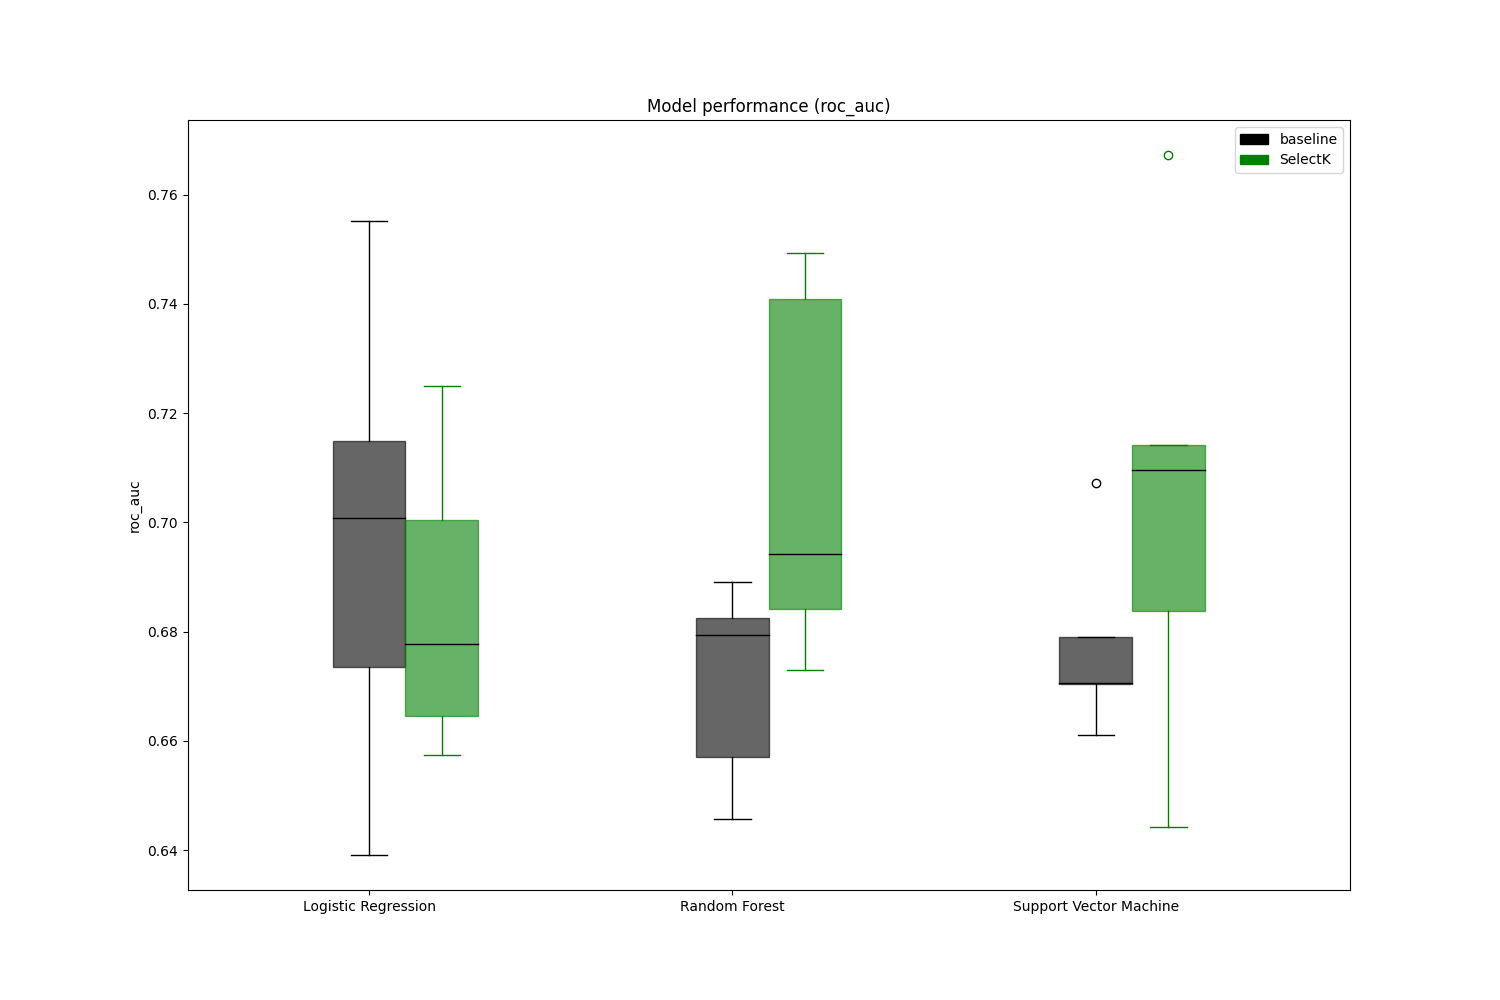 Model performance (roc_auc)
baseline
SelectK
0.76
0.74
0.72
0.70
0.68
0.66
0.64
roc_auc
Logistic Regression
Random Forest
Support Vector Machine